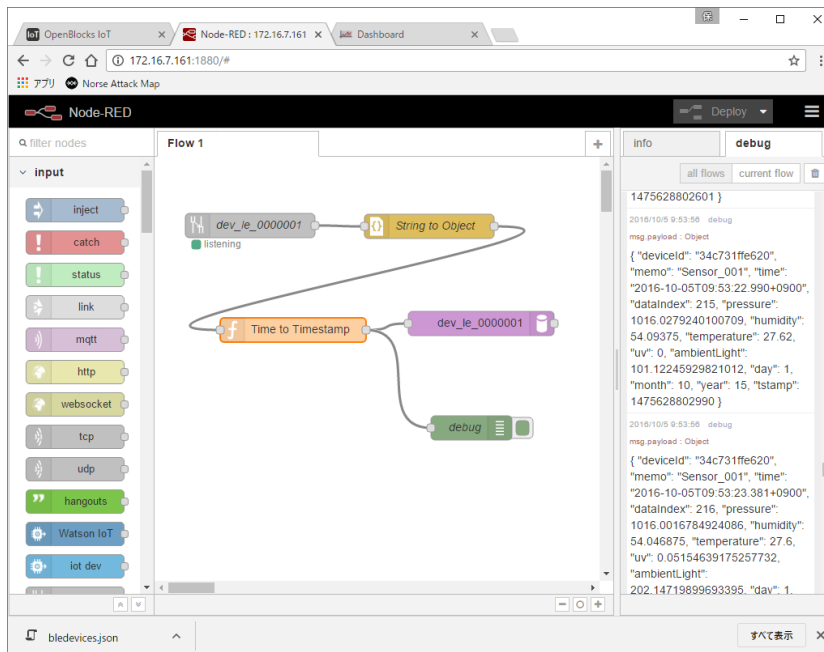 保
OpenBlocks IoT
Node-RED : 172.16.7.161
Dashboard
172.16.7.161:1880/#
アプリ
Norse Attack Map
Node-RED
Deploy
filter nodes
Flow 1
info
debug
input
all flows
current flow
inject
catch
status
link
mqtt
http
websocket
tcp
udp
hangouts
Watson IoT
iot dev
dev_le_0000001
listening
String to Object
Time to Timestamp
dev_le_0000001
debug
1475628802601 }
2016/10/5 9:53:56 debug
msg.payload : Object
{ "deviceId": "34c731ffe620",
"memo": "Sensor_001", "time":
"2016-10-05T09:53:22.990+0900",
"dataIndex": 215, "pressure":
1016.0279240100709, "humidity":
54.09375, "temperature": 27.62,
"uv": 0, "ambientLight":
101.12245929821012, "day": 1,
"month": 10, "year": 15, "tstamp":
1475628802990 }
2016/10/5 9:53:56 debug
msg.payload : Object
{ "deviceId": "34c731ffe620",
"memo": "Sensor_001", "time":
"2016-10-05T09:53:23.381+0900",
"dataIndex": 216, "pressure":
1016.0016784924086, "humidity":
54.046875, "temperature": 27.6,
"uv": 0.05154639175257732,
"ambientLight":
202.14719899693395, "day": 1,
bledevices.json
すべて表示